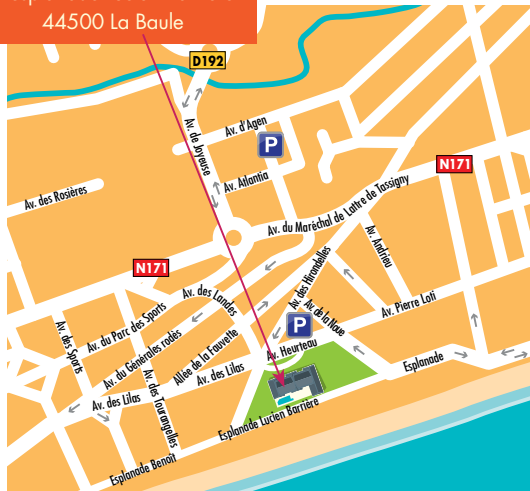 44500 La Baule
D192
Av. de Joyeuse
Av. d'Agen
P
Av. Atlantia
N171
Av. des Rosières
Av. du Maréchal de Lattre de Tassigny
Av. Andrieu
N171
Av. des Hirondelles
Av. des Landes
Av. de la Noue
Av. Pierre Loti
P
Av. du Parc des Sports
Av. des Sports
Av. du Générales rodès
Allée de la Fauvette
Av. Heurteau
Esplanade
Av. des Lilas
Av. des Lilas
Av. des Tourangelles
Esplanade Lucien Barrière
Esplanade Benoît